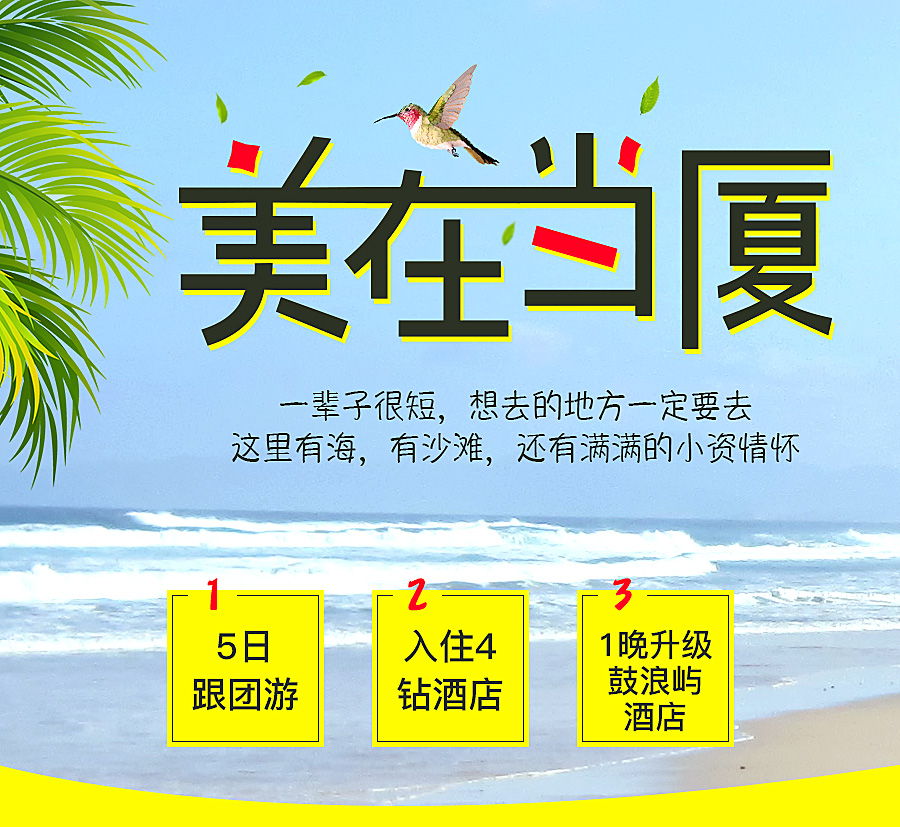 美在当厦
一辈子很短，想去的地方一定要去
这里有海，有沙滩，还有满满的小资情怀
1
5日
跟团游
2
入住4
钻酒店
3
1晚升级
鼓浪屿
酒店